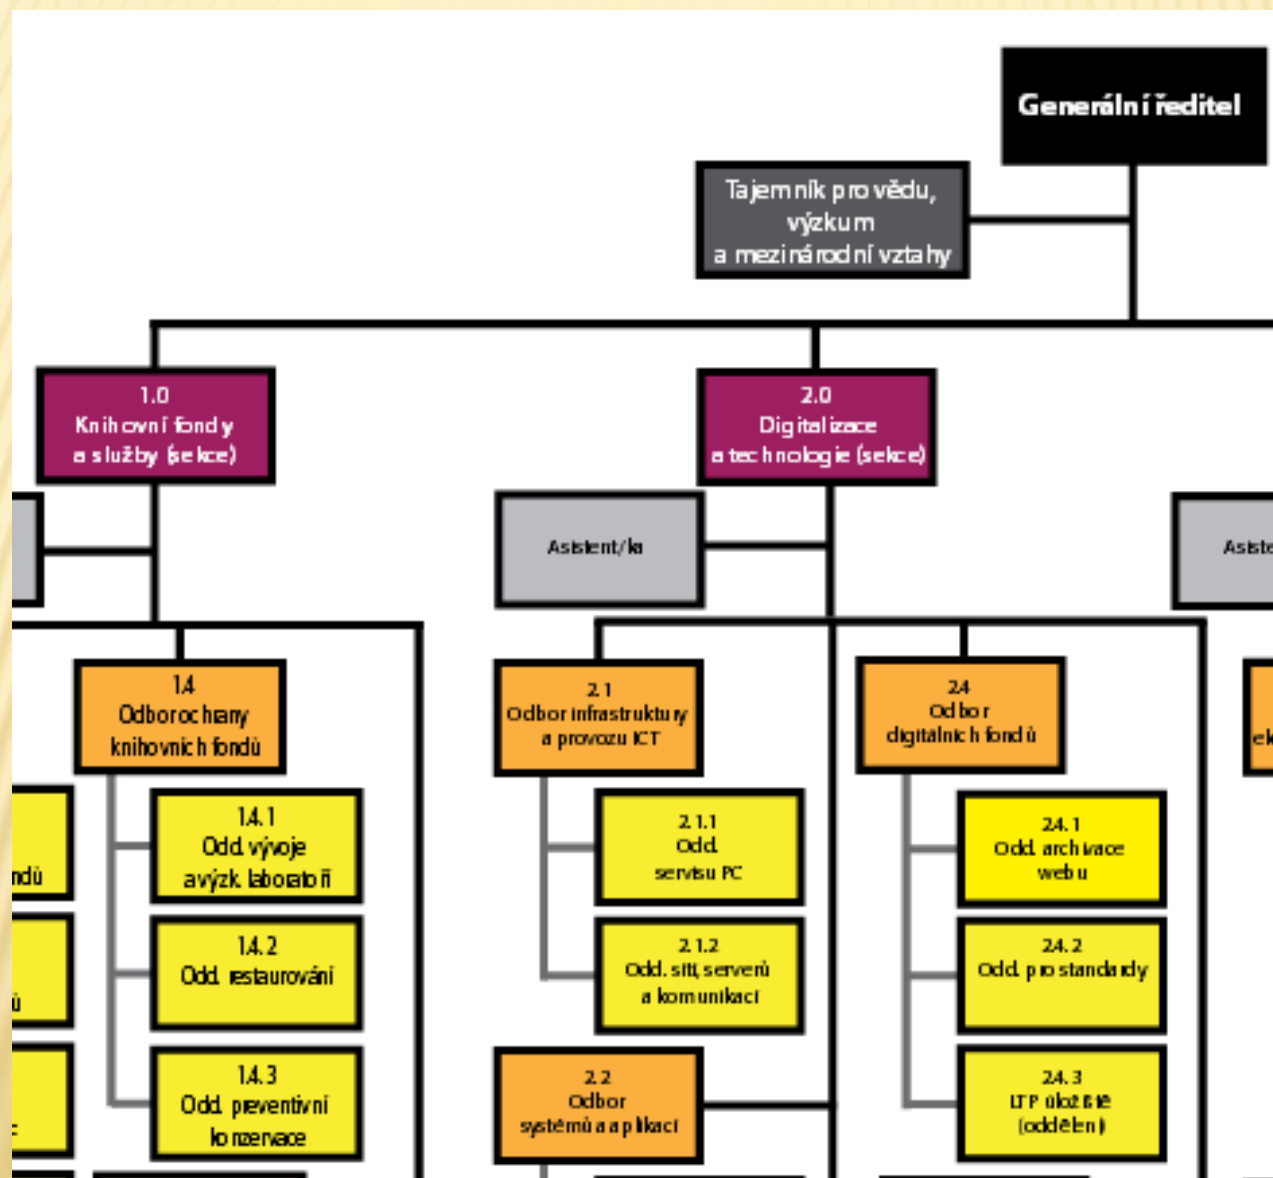 Generální ředitel
Tajemník pro vědu,
výzkum
a mezinárodní vztahy
1.0
Knihovní fondy
a služby (sekce)
2.0
Digitalizace
a technologie (sekce)
Asistent/ka
Asiste
1.4
Odbor ochrany
knihovních fondů
2.1
Odbor infrastruktury
a provozu ICT
2.4
Odbor
digitálních fondů
ek
ndů
1.4.1
Odd. vývoje
a výzk. laboratoří
2.1.1
Odd.
servisu PC
2.4.1
Odd. archivace
webu
ů
1.4.2
Odd. restaurování
2.1.2
Odd. sítí, serverů
a komunikací
2.4.2
Odd. pro standardy
1.4.3
Odd. preventivní
konzervace
2.2
Odbor
systémů a aplikací
2.4.3
LTP úložiště
(oddělení)